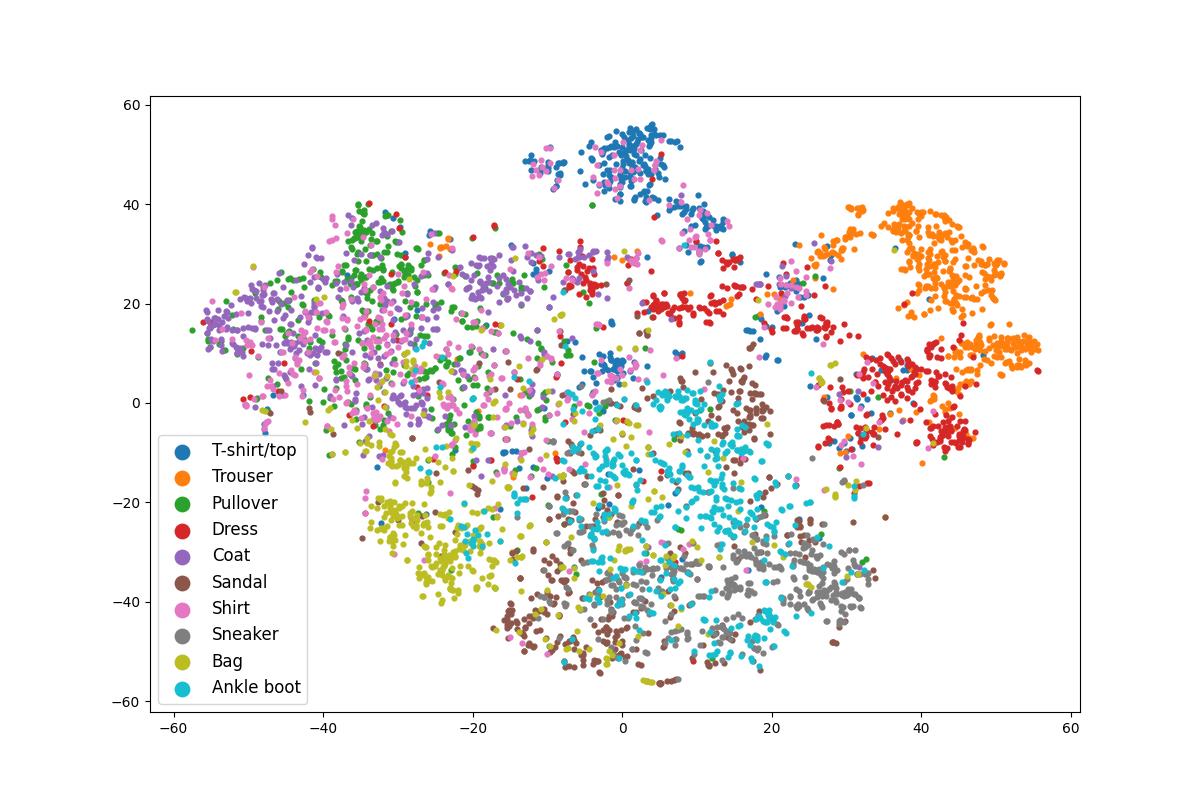 60
40
20
0
−20
−40
−60
−60
−40
−20
0
20
40
60
T-shirt/top
Trouser
Pullover
Dress
Coat
Sandal
Shirt
Sneaker
Bag
Ankle boot